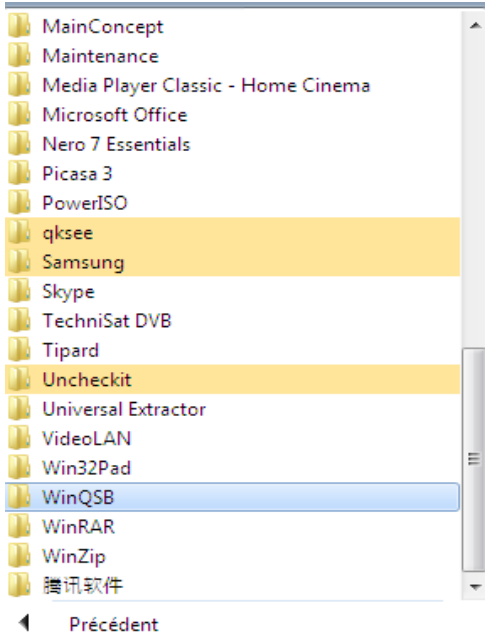 MainConcept
Maintenance
Media Player Classic - Home Cinema
Microsoft Office
Nero 7 Essentials
Picasa 3
PowerISO
qksee
Samsung
Skype
TechniSat DVB
Tipard
Uncheckit
Universal Extractor
VideoLAN
Win32Pad
WinQSB
WinRAR
WinZip
腾讯软件
Précédent